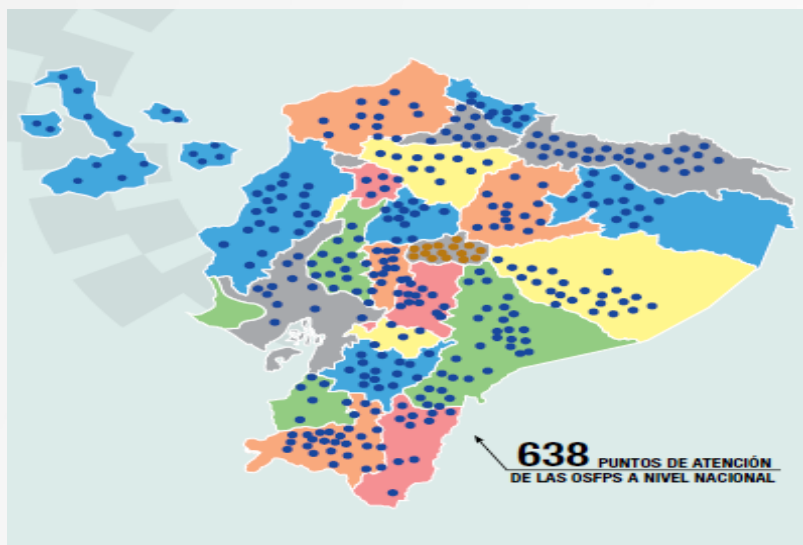 638 PUNTOS DE ATENCIÓN
DE LAS OSFPS A NIVEL NACIONAL